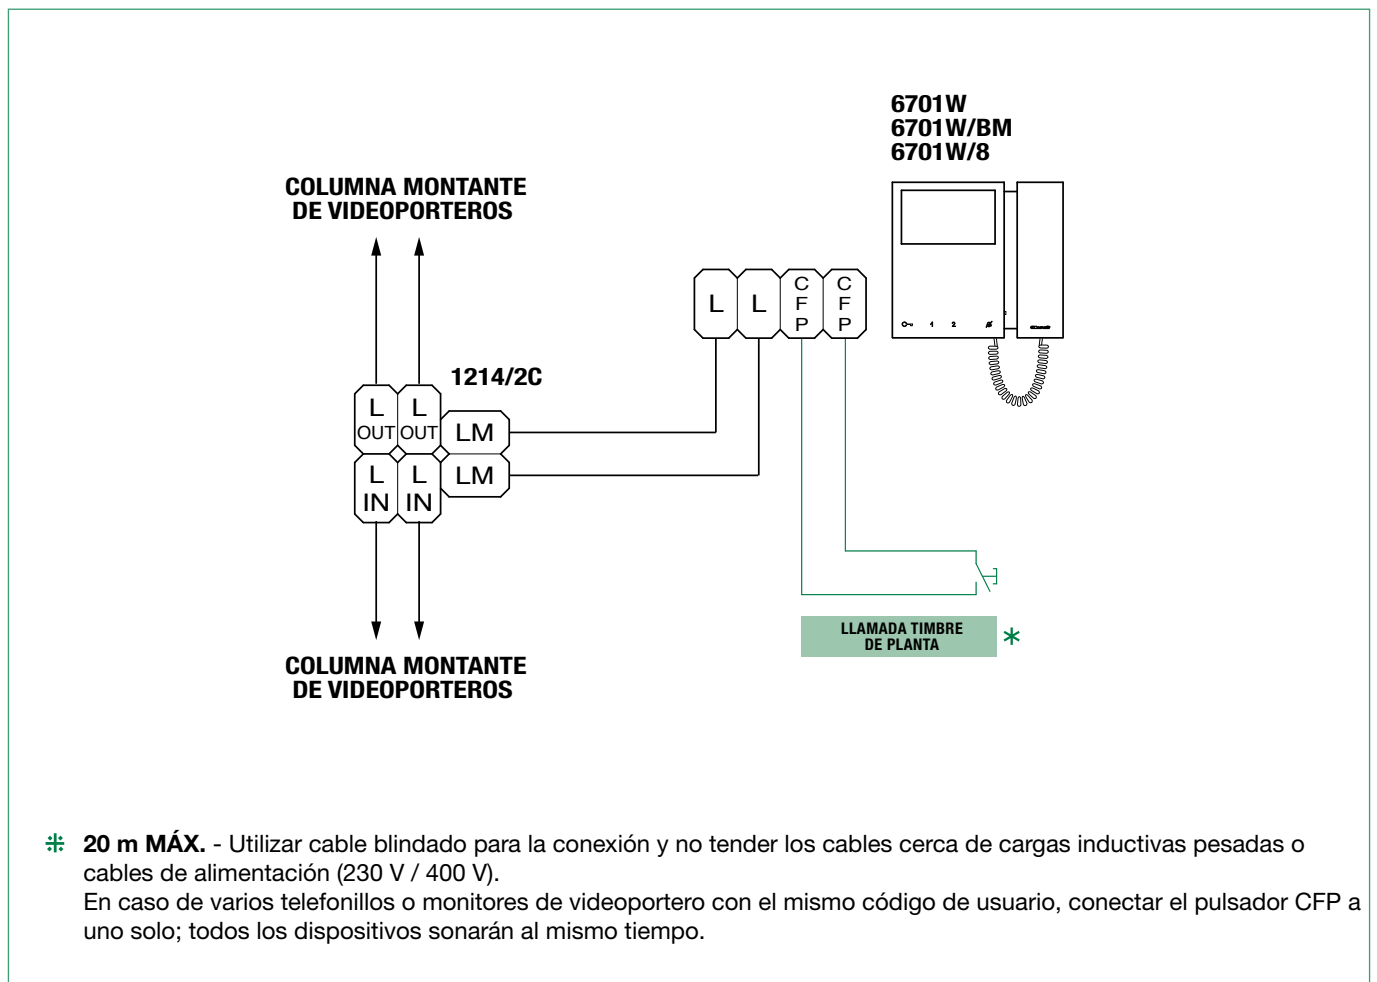 6701W
6701W/BM
6701W/8
COLUMNA MONTANTE
DE VIDEOPORTEROS
L
L
C
F
P
C
F
P
1
2
1214/2C
L
OUT
L
OUT
LM
L
IN
L
IN
LM
LLAMADA TIMBRE
DE PLANTA
*
COLUMNA MONTANTE
DE VIDEOPORTEROS
20 m MÁX. - Utilizar cable blindado para la conexión y no tender los cables cerca de cargas inductivas pesadas o
cables de alimentación (230 V / 400 V).
En caso de varios telefonillos o monitores de videoportero con el mismo código de usuario, conectar el pulsador CFP a
uno solo; todos los dispositivos sonarán al mismo tiempo.